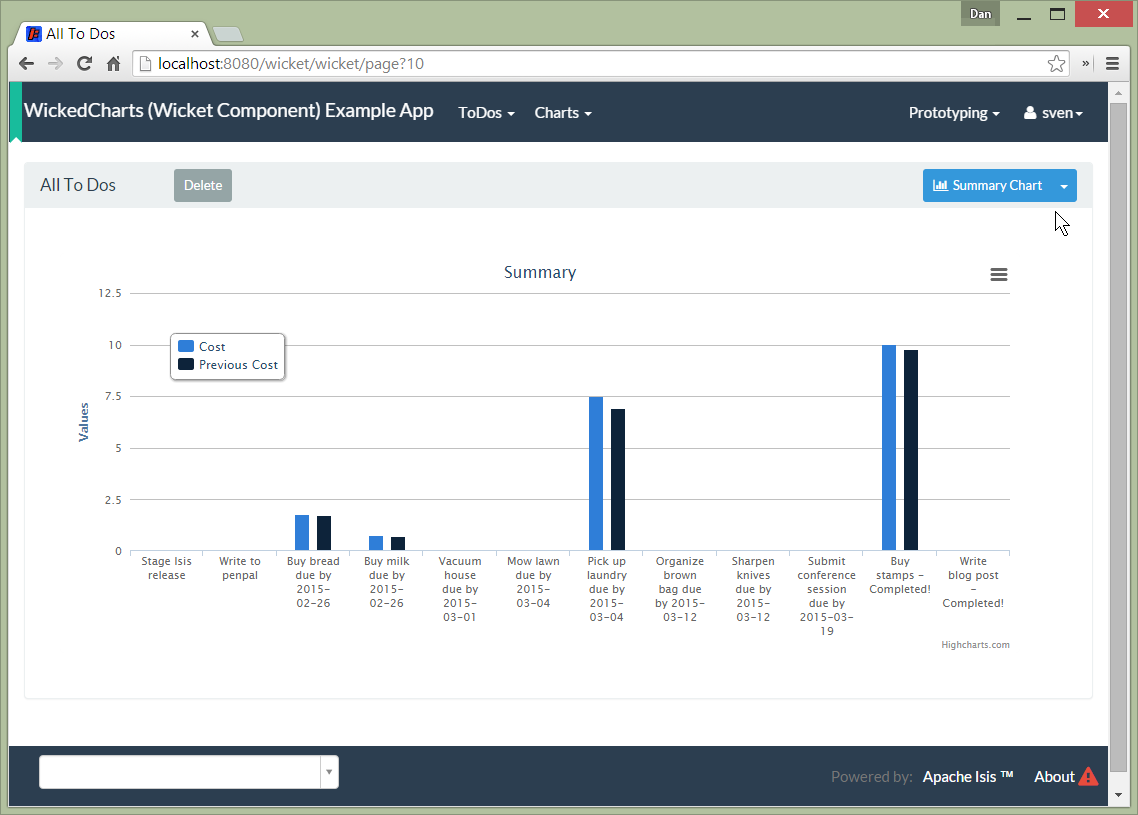 Dan
All To Dos
localhost:8080/wicket/wicket/page?10
»
WickedCharts (Wicket Component) Example App
ToDos
Charts
Prototyping
sven
All To Dos
Delete
Summary Chart
Summary
12.5
10
7.5
5
2.5
0
Values
Cost
Previous Cost
Stage Isis
release
Write to
penpal
Buy bread
due by
2015-
02-26
Buy milk
due by
2015-
02-26
Vacuum
house
due by
2015-
03-01
Mow lawn
due by
2015-
03-04
Pick up
laundry
due by
2015-
03-04
Organize
brown
bag due
by 2015-
03-12
Sharpen
knives
due by
2015-
03-12
Submit
conference
session
due by
2015-03-
19
Buy
stamps -
Completed!
Write
blog post
-
Completed!
Highcharts.com
Powered by: Apache Isis ™ About